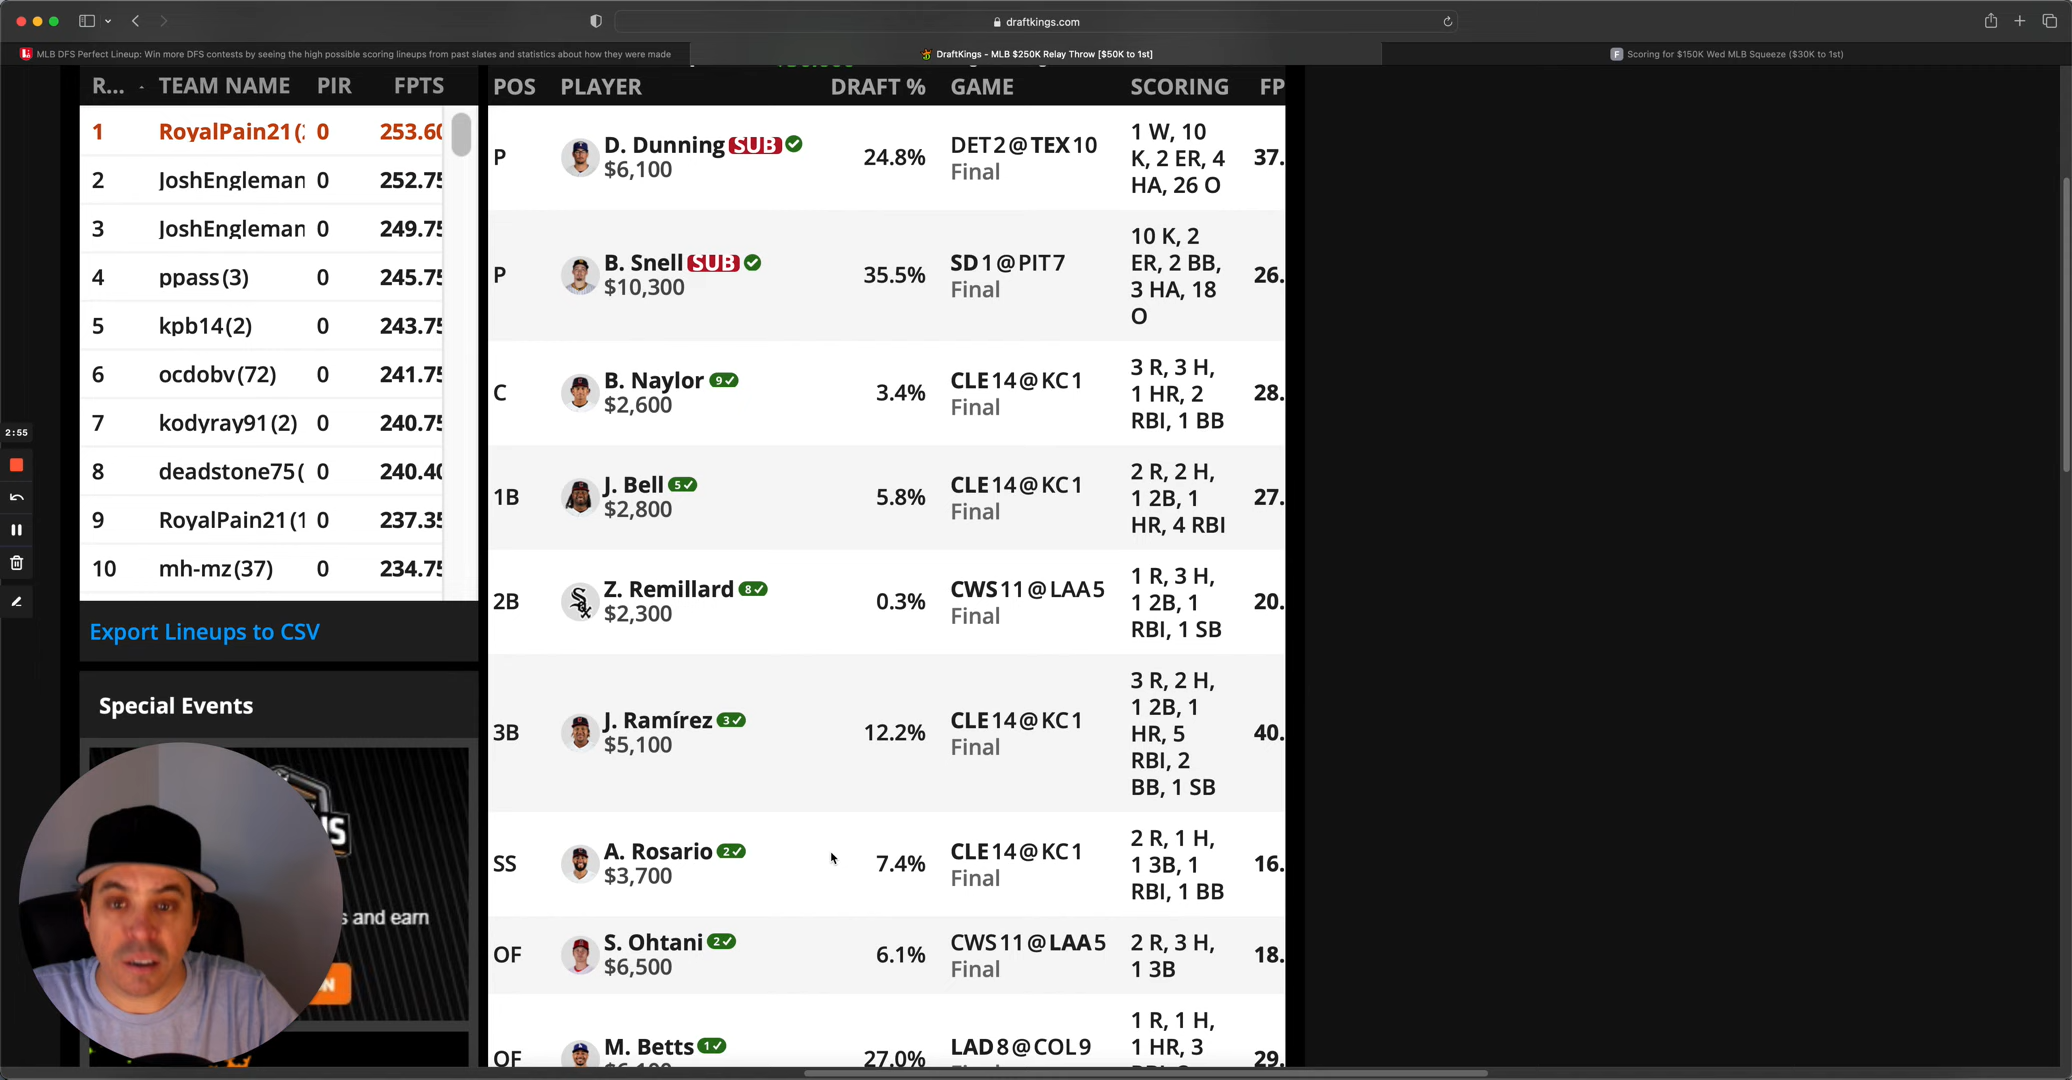 draftkings.com
MLB DFS Perfect Lineup: Win more DFS contests by seeing the high possible scoring lineups from past slates and statistics about how they were made
DraftKings - MLB $250K Relay Throw [$50K to 1st]
F Scoring for $150K Wed MLB Squeeze ($30K to 1st)
R... TEAM NAME PIR FPTS
1 RoyalPain21 0 253.60
2 JoshEngleman 0 252.75
3 JoshEngleman 0 249.75
4 ppass (3) 0 245.75
5 kpb14 (2) 0 243.75
6 ocdobv (72) 0 241.75
7 kodyray91 (2) 0 240.75
8 deadstone75 ( 0 240.40
9 RoyalPain21 (1 0 237.35
10 mh-mz (37) 0 234.75
Export Lineups to CSV
Special Events
s and earn
2:55
POS PLAYER DRAFT % GAME SCORING FP
P D. Dunning SUB 24.8% DET 2 @ TEX 10 1 W, 10
$6,100 Final K, 2 ER, 4
HA, 26 O 37.
P B. Snell SUB 35.5% SD 1 @ PIT 7 10 K, 2
$10,300 Final ER, 2 BB,
3 HA, 18
O 26.
C B. Naylor 9 3.4% CLE 14 @ KC 1 3 R, 3 H,
$2,600 Final 1 HR, 2
RBI, 1 BB 28.
1B J. Bell 5 5.8% CLE 14 @ KC 1 2 R, 2 H,
$2,800 Final 1 2B, 1
HR, 4 RBI 27.
2B Z. Remillard 8 0.3% CWS 11 @ LAA 5 1 R, 3 H,
$2,300 Final 1 2B, 1
RBI, 1 SB 20.
3B J. Ramírez 3 12.2% CLE 14 @ KC 1 3 R, 2 H,
$5,100 Final 1 2B, 1
HR, 5
RBI, 2
BB, 1 SB 40.
SS A. Rosario 2 7.4% CLE 14 @ KC 1 2 R, 1 H,
$3,700 Final 1 3B, 1
RBI, 1 BB 16.
OF S. Ohtani 2 6.1% CWS 11 @ LAA 5 2 R, 3 H,
$6,500 Final 1 3B 18.
OF M. Betts 1 27.0% LAD 8 @ COL 9 1 R, 1 H,
1 HR, 3 29.